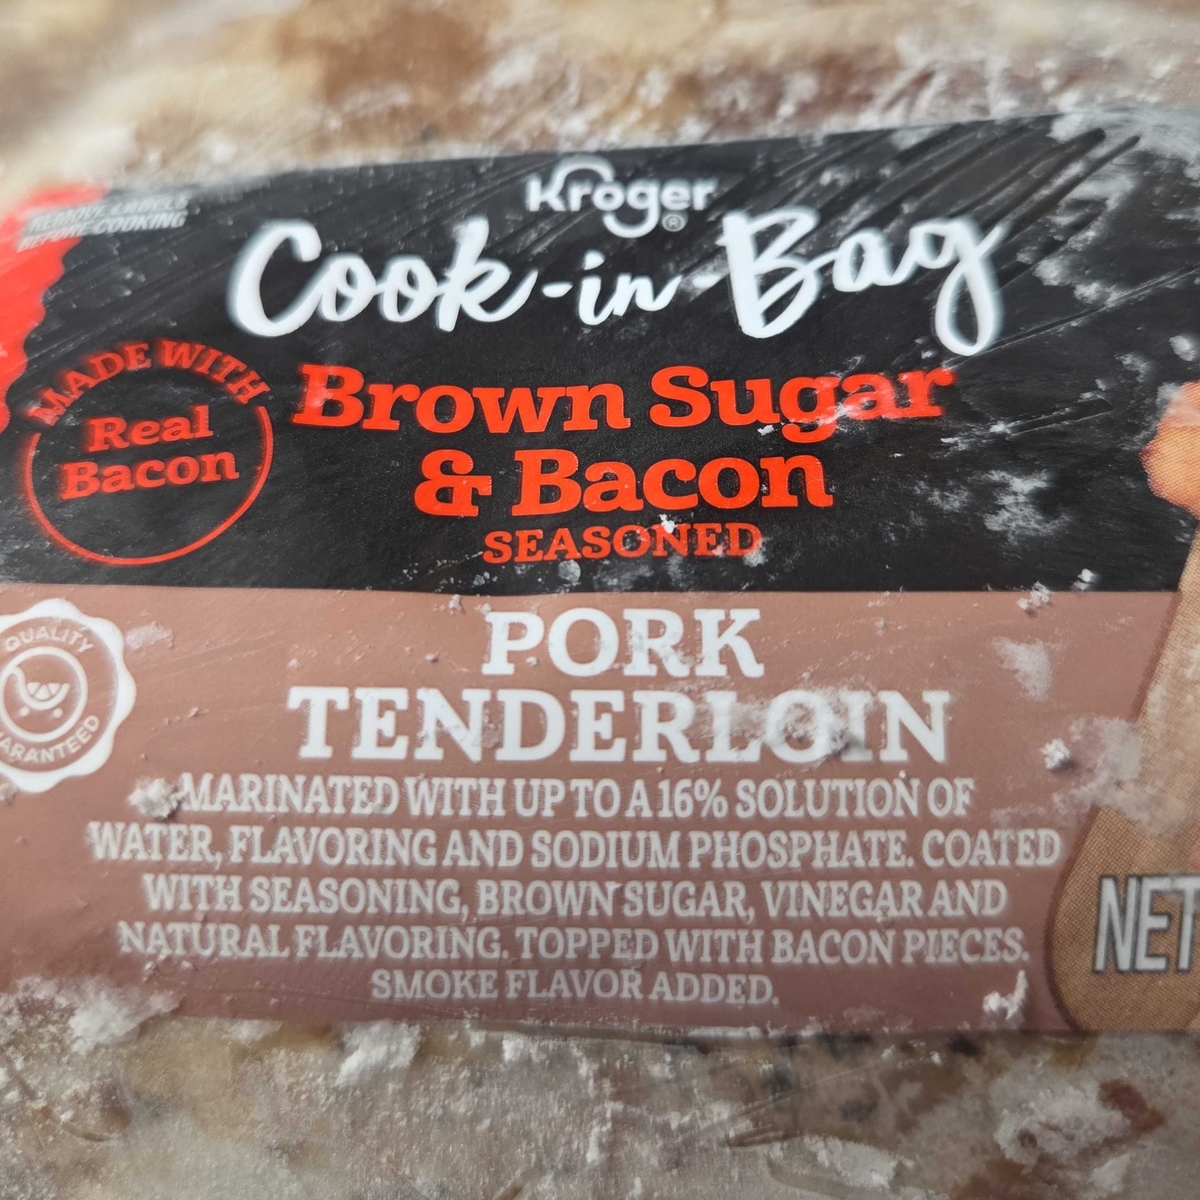 REMOVE LABELS
BEFORE COOKING
Kroger®
Cook-in-Bag
MADE WITH
Real
Bacon
Brown Sugar
& Bacon
SEASONED
QUALITY
GUARANTEED
PORK
TENDERLOIN
MARINATED WITH UP TO A 16% SOLUTION OF
WATER, FLAVORING AND SODIUM PHOSPHATE. COATED
WITH SEASONING, BROWN SUGAR, VINEGAR AND
NATURAL FLAVORING. TOPPED WITH BACON PIECES.
SMOKE FLAVOR ADDED.
NET